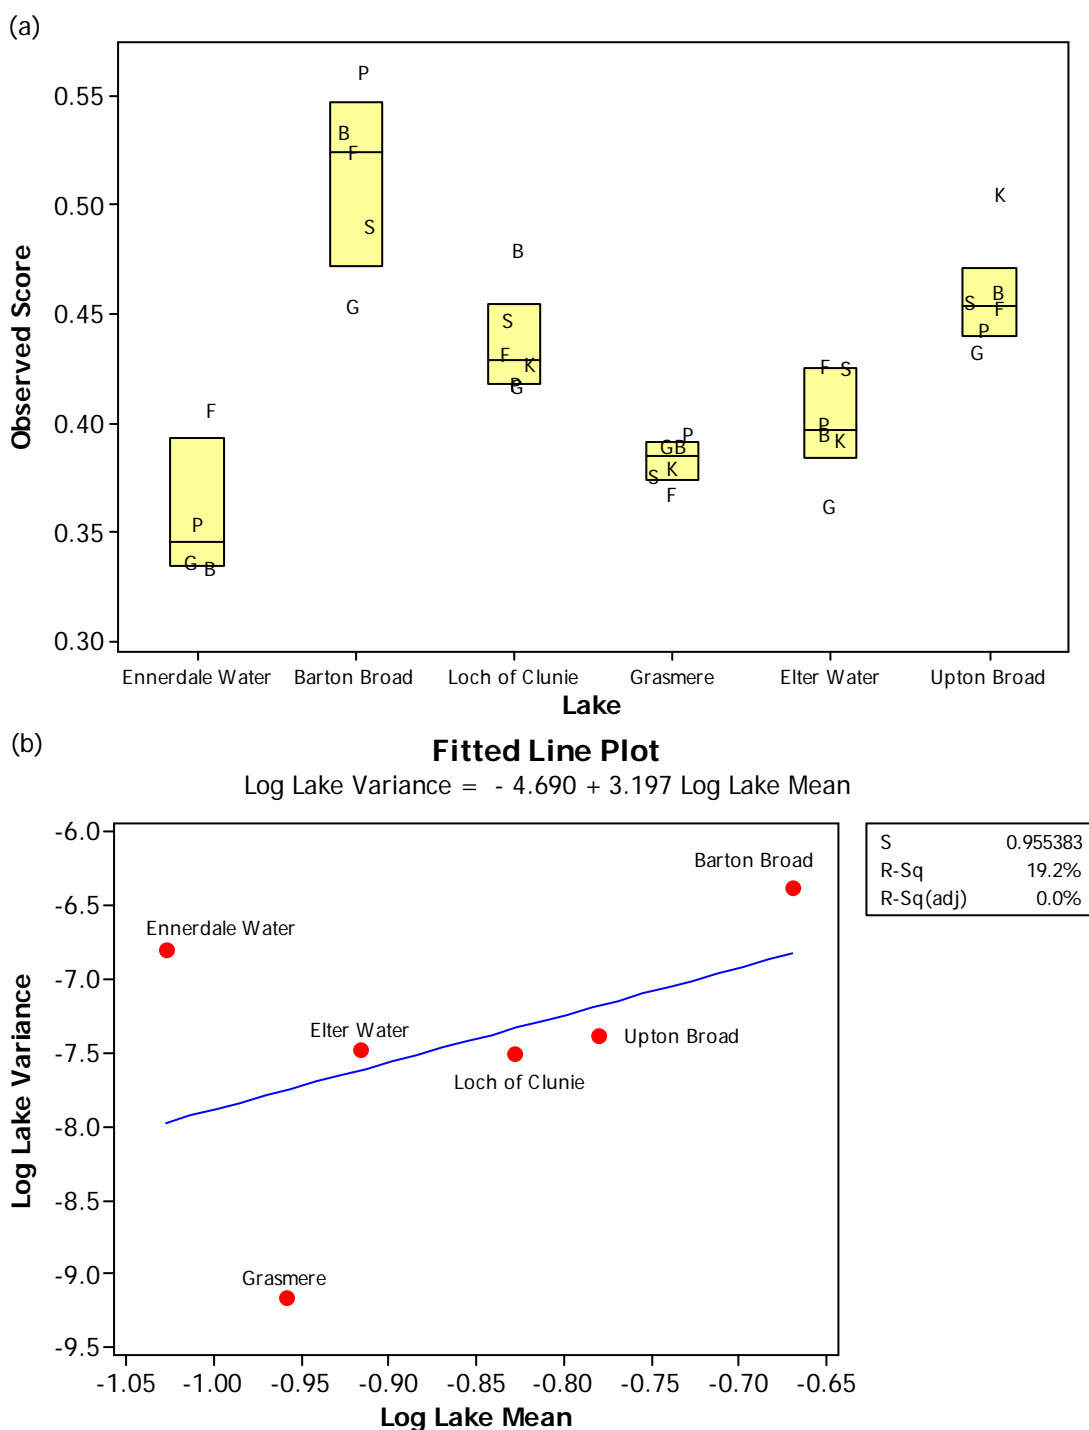 (a)
Observed Score
0.55
0.50
0.45
0.40
0.35
0.30
F
P
G
B
P
B
F
S
G
B
S
F
K
P
G
P
G B
K
S
F
F
S
P
B
K
G
K
B
S
F
P
G
Ennerdale Water Barton Broad Loch of Clunie Grasmere Elter Water Upton Broad
Lake
(b)
Fitted Line Plot
Log Lake Variance = - 4.690 + 3.197 Log Lake Mean
S 0.955383
R-Sq 19.2%
R-Sq(adj) 0.0%
Log Lake Variance
-6.0
-6.5
-7.0
-7.5
-8.0
-8.5
-9.0
-9.5
Barton Broad
Ennerdale Water
Elter Water
Upton Broad
Loch of Clunie
Grasmere
-1.05 -1.00 -0.95 -0.90 -0.85 -0.80 -0.75 -0.70 -0.65
Log Lake Mean